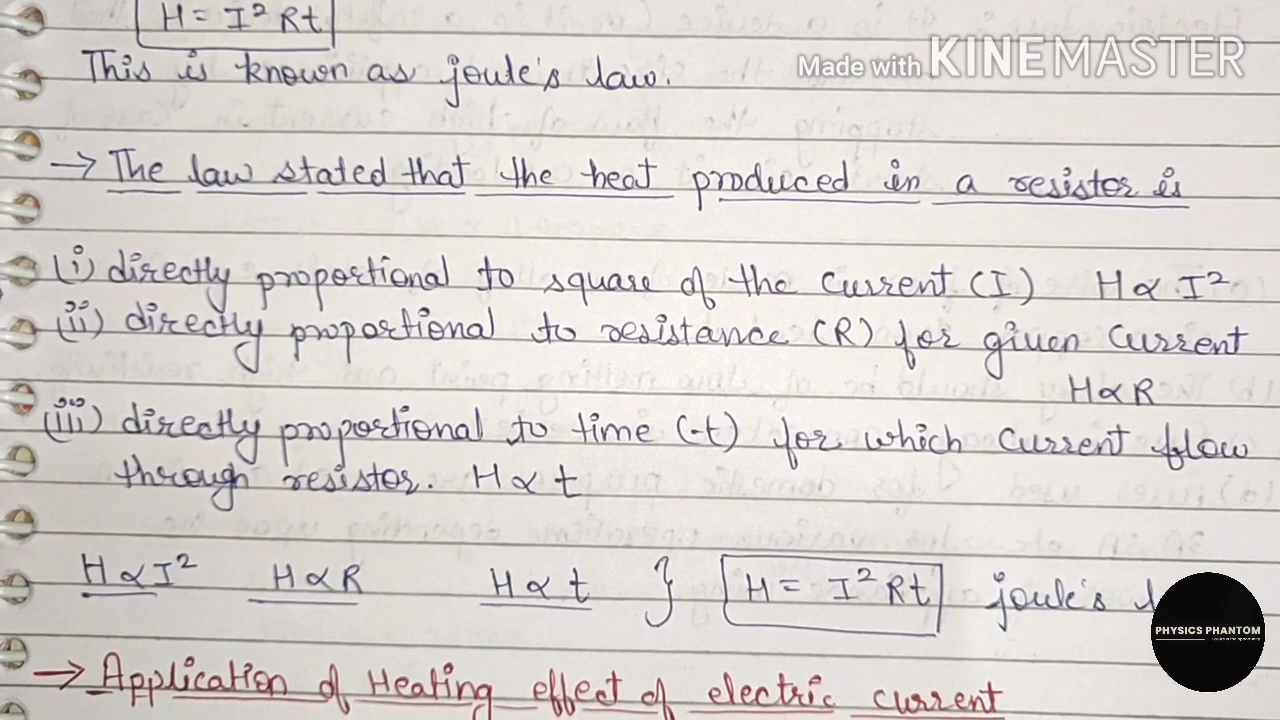 H = I² Rt
This is known as joule's law.
Made with KINEMASTER
→ The law stated that the heat produced in a resistor is
(i) directly proportional to square of the current (I) H ∝ I²
(ii) directly proportional to resistance (R) for given current
H ∝ R
(iii) directly proportional to time (t) for which current flow
through resistor. H ∝ t
H ∝ I² H ∝ R H ∝ t } H = I² Rt joule's
PHYSICS PHANTOM
→ Application of Heating effect of electric current